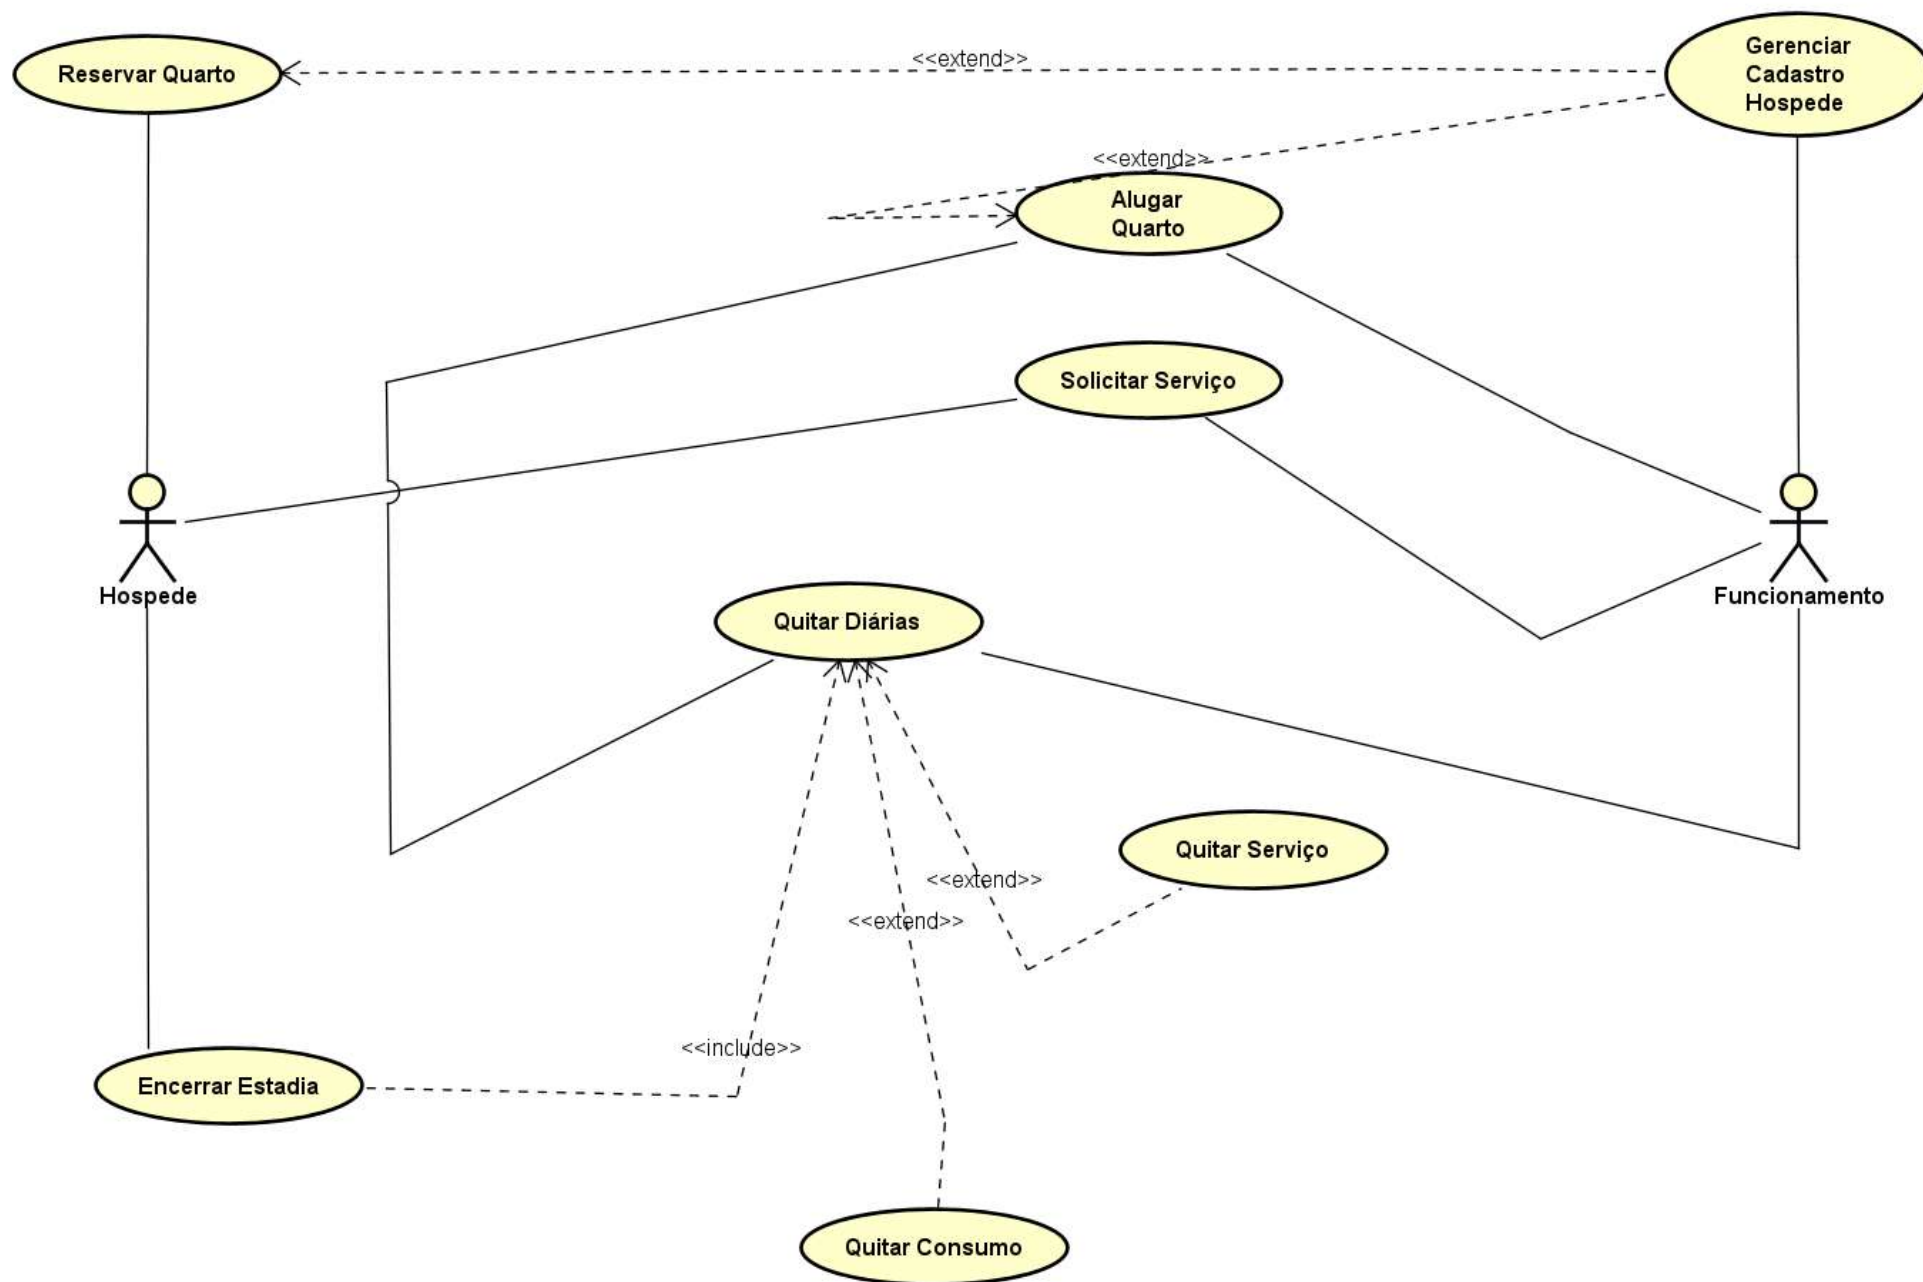 Reservar Quarto
<<extend>>
Gerenciar
Cadastro
Hospede
<<extend>>
Alugar
Quarto
Solicitar Serviço
Hospede
Funcionamento
Quitar Diárias
Quitar Serviço
<<extend>>
<<extend>>
<<include>>
Encerrar Estadia
Quitar Consumo